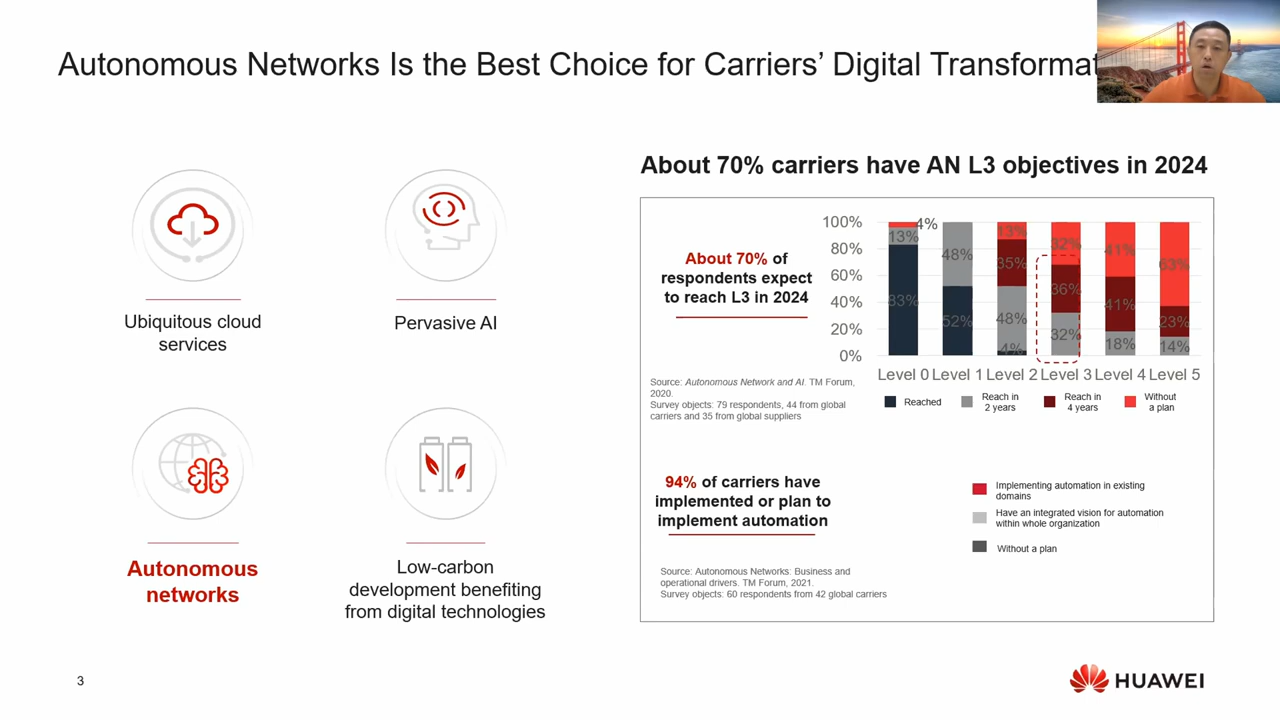 Autonomous Networks Is the Best Choice for Carriers’ Digital
Ubiquitous cloud
services
Pervasive AI
Autonomous
networks
Low-carbon
development benefiting
from digital technologies
About 70% carriers have AN L3 objectives in 2024
About 70% of
respondents expect
to reach L3 in 2024
100%
80%
60%
40%
20%
0%
4%
13%
83%
48%
52%
13%
35%
48%
4%
32%
36%
32%
41%
41%
18%
63%
23%
14%
Level 0 Level 1 Level 2 Level 3 Level 4 Level 5
Reached
Reach in
2 years
Reach in
4 years
Without
a plan
Source: Autonomous Network and AI. TM Forum,
2020.
Survey objects: 79 respondents, 44 from global
carriers and 35 from global suppliers
94% of carriers have
implemented or plan to
implement automation
Implementing automation in existing
domains
Have an integrated vision for automation
within whole organization
Without a plan
Source: Autonomous Networks: Business and
operational drivers. TM Forum, 2021.
Survey objects: 60 respondents from 42 global carriers
3
HUAWEI